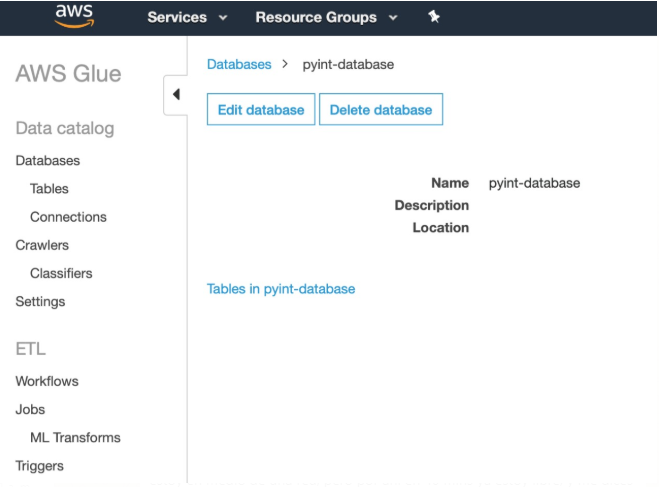 aws
Services
Resource Groups
AWS Glue
Data catalog
Databases
Tables
Connections
Crawlers
Classifiers
Settings
ETL
Workflows
Jobs
ML Transforms
Triggers
Databases > pyint-database
Edit database
Delete database
Name pyint-database
Description
Location
Tables in pyint-database